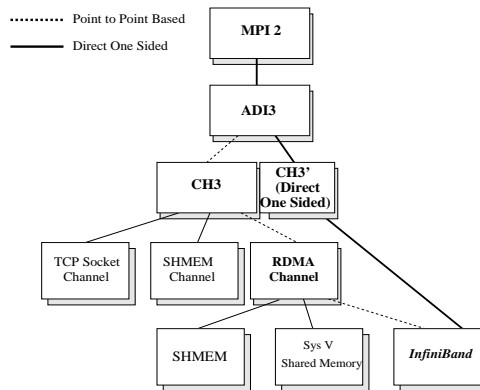 Point to Point Based
Direct One Sided
MPI 2
ADI3
CH3
CH3'
(Direct
One Sided)
TCP Socket
Channel
SHMEM
Channel
RDMA
Channel
SHMEM
Sys V
Shared Memory
InfiniBand